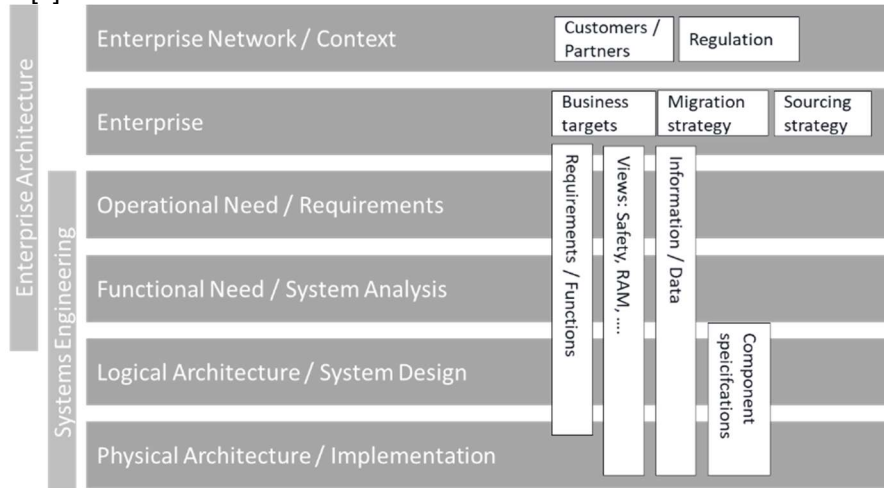 Enterprise Architecture
Systems Engineering
Enterprise Network / Context
Customers /
Partners
Regulation
Enterprise
Business
targets
Migration
strategy
Sourcing
strategy
Operational Need / Requirements
Functional Need / System Analysis
Logical Architecture / System Design
Physical Architecture / Implementation
Requirements / Functions
Views: Safety, RAM, ....
Information / Data
Component
speicifcations